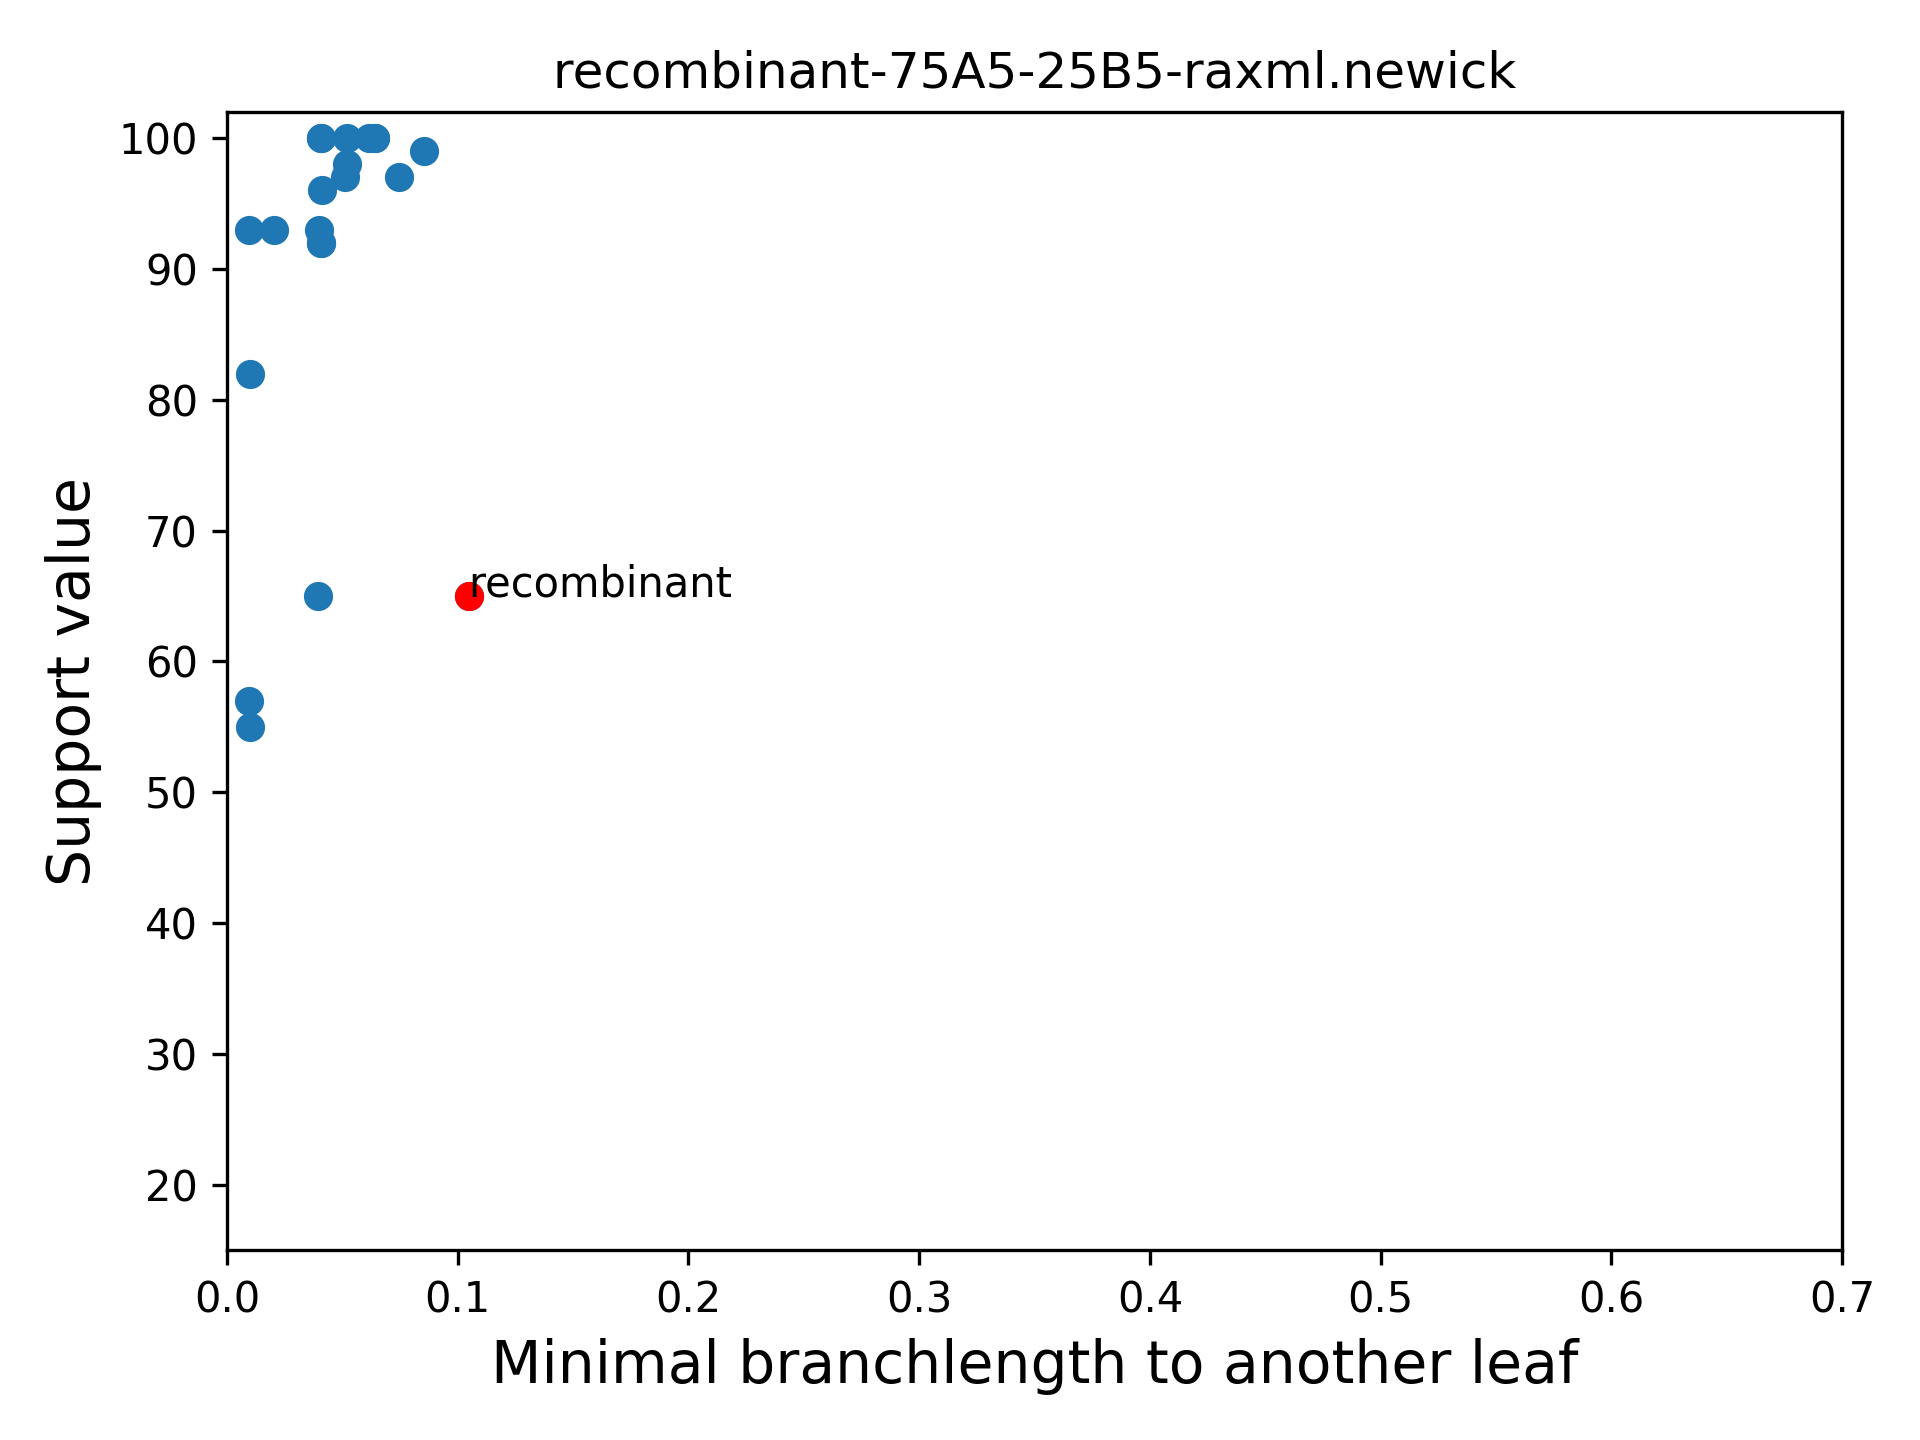 recombinant-75A5-25B5-raxml.newick
100
90
80
70
60
50
40
30
20
Support value
recombinant
0.0 0.1 0.2 0.3 0.4 0.5 0.6 0.7
Minimal branchlength to another leaf